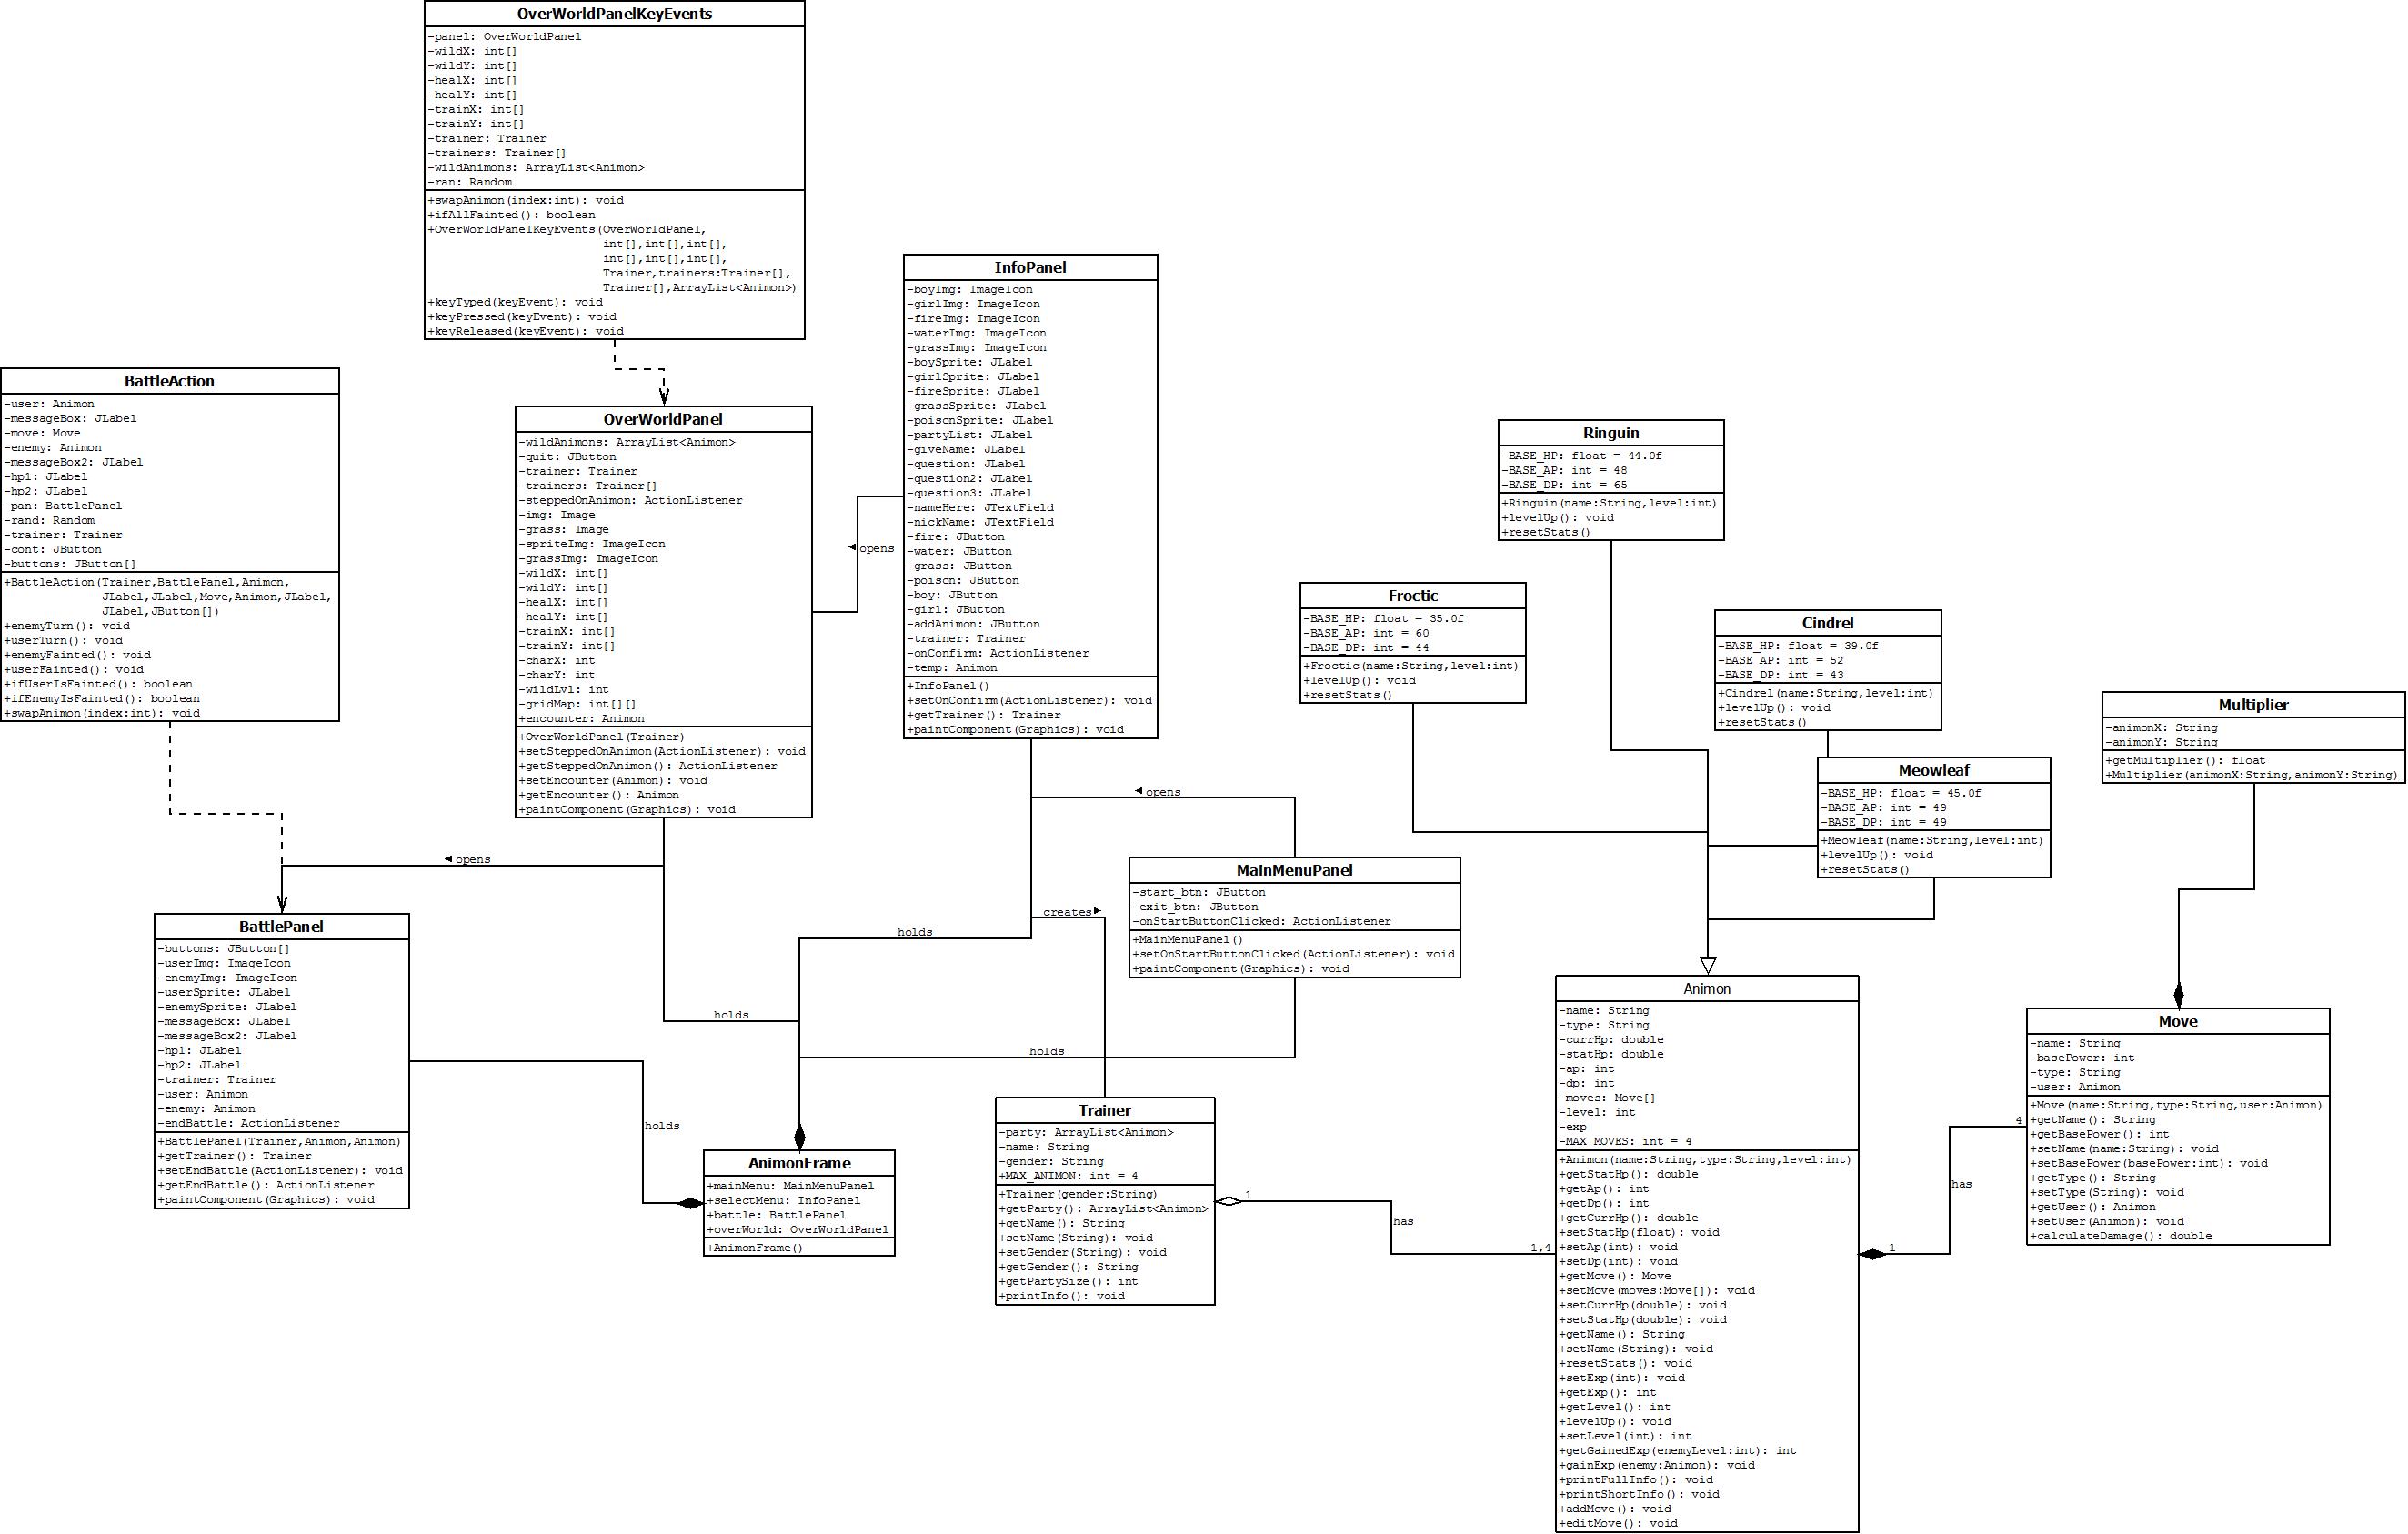 OverWorldPanelKeyEvents
-panel: OverWorldPanel
-wildX: int[]
-wildY: int[]
-healX: int[]
-healY: int[]
-trainX: int[]
-trainY: int[]
-trainer: Trainer
-trainers: Trainer[]
-wildAnimons: ArrayList<Animon>
-ran: Random
+swapAnimon(index:int): void
+ifAllFainted(): boolean
+OverWorldPanelKeyEvents(OverWorldPanel,
int[],int[],int[],
int[],int[],int[],
Trainer,trainers:Trainer[],
Trainer[],ArrayList<Animon>)
+keyTyped(keyEvent): void
+keyPressed(keyEvent): void
+keyReleased(keyEvent): void
BattleAction
-user: Animon
-messageBox: JLabel
-move: Move
-enemy: Animon
-messageBox2: JLabel
-hp1: JLabel
-hp2: JLabel
-pan: BattlePanel
-rand: Random
-trainer: Trainer
-cont: JButton
-buttons: JButton[]
+BattleAction(Trainer,BattlePanel,Animon,
JLabel,JLabel,Move,Animon,JLabel,
JLabel,JButton[])
+enemyTurn(): void
+userTurn(): void
+enemyFainted(): void
+userFainted(): void
+ifUserIsFainted(): boolean
+ifEnemyIsFainted(): boolean
+swapAnimon(index:int): void
OverWorldPanel
-wildAnimons: ArrayList<Animon>
-quit: JButton
-trainer: Trainer
-trainers: Trainer[]
-steppedOnAnimon: ActionListener
-img: Image
-grass: Image
-spriteImg: ImageIcon
-grassImg: ImageIcon
-wildX: int[]
-wildY: int[]
-healX: int[]
-healY: int[]
-trainX: int[]
-trainY: int[]
-charX: int
-charY: int
-wildLvl: int
-gridMap: int[][]
+encounter: Animon
+OverWorldPanel(Trainer)
+setSteppedOnAnimon(ActionListener): void
+getSteppedOnAnimon(): ActionListener
+setEncounter(Animon): void
+getEncounter(): Animon
+paintComponent(Graphics): void
InfoPanel
-boyImg: ImageIcon
-girlImg: ImageIcon
-fireImg: ImageIcon
-waterImg: ImageIcon
-grassImg: ImageIcon
-boySprite: JLabel
-girlSprite: JLabel
-fireSprite: JLabel
-grassSprite: JLabel
-poisonSprite: JLabel
-partyList: JLabel
-giveName: JLabel
-question: JLabel
-question2: JLabel
-question3: JLabel
-nameHere: JTextField
-nickName: JTextField
-fire: JButton
-water: JButton
-grass: JButton
-poison: JButton
-boy: JButton
-girl: JButton
-addAnimon: JButton
-trainer: Trainer
-onConfirm: ActionListener
-temp: Animon
+InfoPanel()
+setOnConfirm(ActionListener): void
+getTrainer(): Trainer
+paintComponent(Graphics): void
opens
Ringuin
-BASE_HP: float = 44.0f
-BASE_AP: int = 48
-BASE_DP: int = 65
+Ringuin(name:String,level:int)
+levelUp(): void
+resetStats()
Froctic
-BASE_HP: float = 35.0f
-BASE_AP: int = 60
-BASE_DP: int = 44
+Froctic(name:String,level:int)
+levelUp(): void
+resetStats()
Cindrel
-BASE_HP: float = 39.0f
-BASE_AP: int = 52
-BASE_DP: int = 43
+Cindrel(name:String,level:int)
+levelUp(): void
+resetStats()
Meowleaf
-BASE_HP: float = 45.0f
-BASE_AP: int = 49
-BASE_DP: int = 49
+Meowleaf(name:String,level:int)
+levelUp(): void
+resetStats()
Multiplier
-animonX: String
-animonY: String
+getMultiplier(): float
+Multiplier(animonX:String,animonY:String)
opens
opens
MainMenuPanel
-start_btn: JButton
-exit_btn: JButton
-onStartButtonClicked: ActionListener
+MainMenuPanel()
+setOnStartButtonClicked(ActionListener): void
+paintComponent(Graphics): void
creates
holds
holds
holds
holds
BattlePanel
-buttons: JButton[]
-userImg: ImageIcon
-enemyImg: ImageIcon
-userSprite: JLabel
-enemySprite: JLabel
-messageBox: JLabel
-messageBox2: JLabel
-hp1: JLabel
-hp2: JLabel
-trainer: Trainer
-user: Animon
-enemy: Animon
-endBattle: ActionListener
+BattlePanel(Trainer,Animon,Animon)
+getTrainer(): Trainer
+setEndBattle(ActionListener): void
+getEndBattle(): ActionListener
+paintComponent(Graphics): void
AnimonFrame
+mainMenu: MainMenuPanel
+selectMenu: InfoPanel
+battle: BattlePanel
+overWorld: OverWorldPanel
+AnimonFrame()
Trainer
-party: ArrayList<Animon>
-name: String
-gender: String
+MAX_ANIMON: int = 4
+Trainer(gender:String)
+getParty(): ArrayList<Animon>
+getName(): String
+setName(String): void
+setGender(String): void
+getGender(): String
+getPartySize(): int
+printInfo(): void
1
has
1,4
Animon
-name: String
-type: String
-currHp: double
-statHp: double
-ap: int
-dp: int
-moves: Move[]
-level: int
-exp
-MAX_MOVES: int = 4
+Animon(name:String,type:String,level:int)
+getStatHp(): double
+getAp(): int
+getDp(): int
+getCurrHp(): double
+setStatHp(float): void
+setAp(int): void
+setDp(int): void
+getMove(): Move
+setMove(moves:Move[]): void
+setCurrHp(double): void
+setStatHp(double): void
+getName(): String
+setName(String): void
+resetStats(): void
+setExp(int): void
+getExp(): int
+getLevel(): int
+levelUp(): void
+setLevel(int): int
+getGainedExp(enemyLevel:int): int
+gainExp(enemy:Animon): void
+printFullInfo(): void
+printShortInfo(): void
+addMove(): void
+editMove(): void
1
has
4
Move
-name: String
-basePower: int
-type: String
-user: Animon
+Move(name:String,type:String,user:Animon)
+getName(): String
+getBasePower(): int
+setName(name:String): void
+setBasePower(basePower:int): void
+getType(): String
+setType(String): void
+getUser(): Animon
+setUser(Animon): void
+calculateDamage(): double